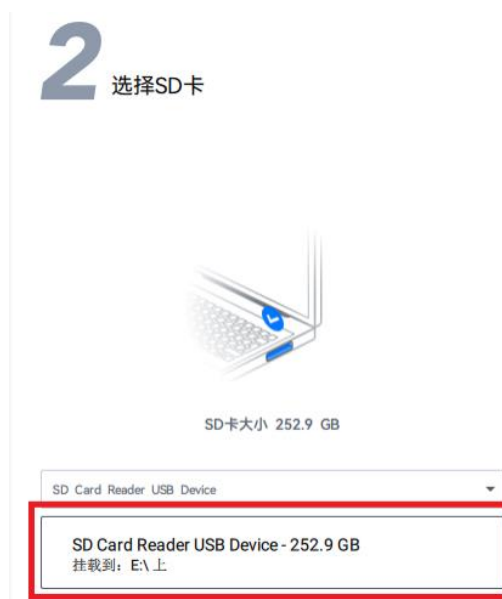 2 选择SD卡
SD卡大小 252.9 GB
SD Card Reader USB Device
SD Card Reader USB Device - 252.9 GB
挂载到：E:\ 上